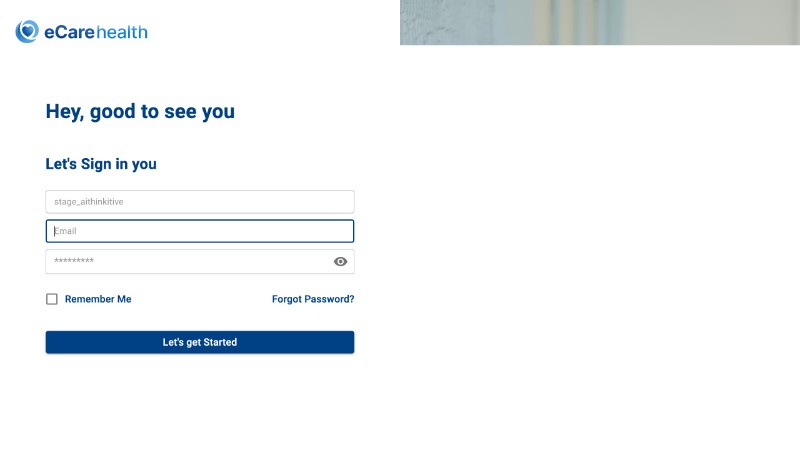 eCarehealth
Hey, good to see you
Let's Sign in you
stage_aithinkitive
Email
*********
Remember Me
Forgot Password?
Let's get Started